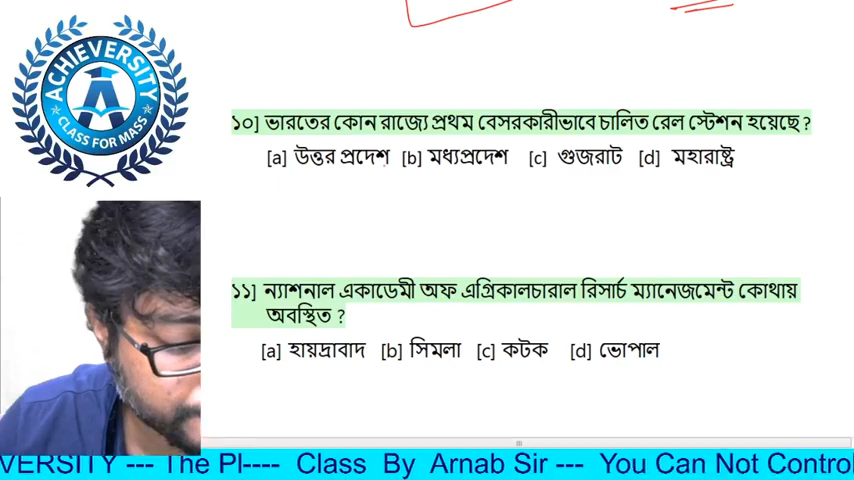 ACHIEVERSITY
A
CLASS FOR MASS
১০] ভারতের কোন রাজ্যে প্রথম বেসরকারীভাবে চালিত রেল স্টেশন হয়েছে ?
[a] উত্তর প্রদেশ [b] মধ্যপ্রদেশ [c] গুজরাট [d] মহারাষ্ট্র
১১] ন্যাশনাল একাডেমী অফ এগ্রিকালচারাল রিসার্চ ম্যানেজমেন্ট কোথায়
অবস্থিত ?
[a] হায়দ্রাবাদ [b] সিমলা [c] কটক [d] ভোপাল
VERSITY --- The Pl---- Class By Arnab Sir --- You Can Not Control